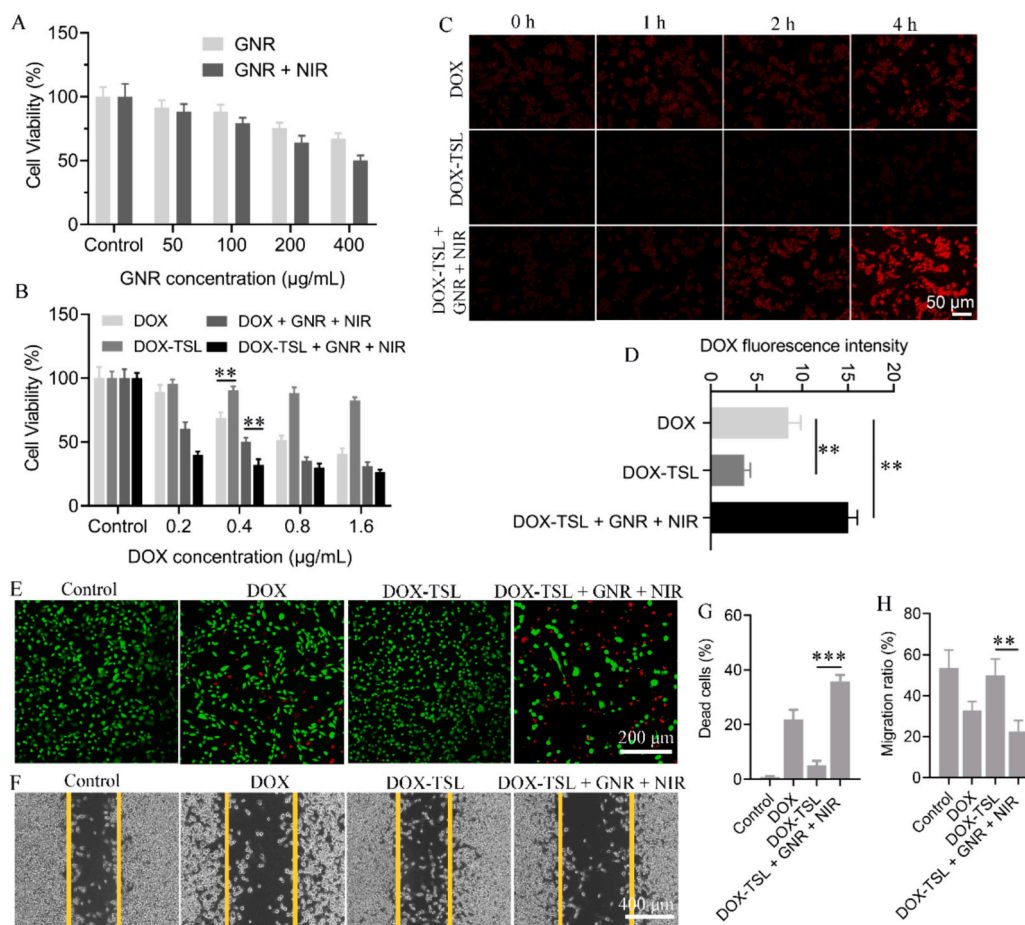 A
Cell Viability (%)
150
100
50
0
GNR
GNR + NIR
Control 50 100 200 400
GNR concentration (µg/mL)
B
Cell Viability (%)
150
100
50
0
DOX
DOX + GNR + NIR
DOX-TSL
DOX-TSL + GNR + NIR
**
**
Control 0.2 0.4 0.8 1.6
DOX concentration (µg/mL)
C
0 h 1 h 2 h 4 h
DOX
DOX-TSL
DOX-TSL +
GNR + NIR
50 µm
D
DOX fluorescence intensity
0 5 10 15 20
DOX
DOX-TSL
DOX-TSL + GNR + NIR
**
**
E
Control DOX DOX-TSL DOX-TSL + GNR + NIR
200 µm
F
Control DOX DOX-TSL DOX-TSL + GNR + NIR
400 µm
G
Dead cells (%)
60
40
20
0
***
Control
DOX
DOX-TSL
DOX-TSL + GNR + NIR
H
Migration ratio (%)
80
60
40
20
0
**
Control
DOX
DOX-TSL
DOX-TSL + GNR + NIR